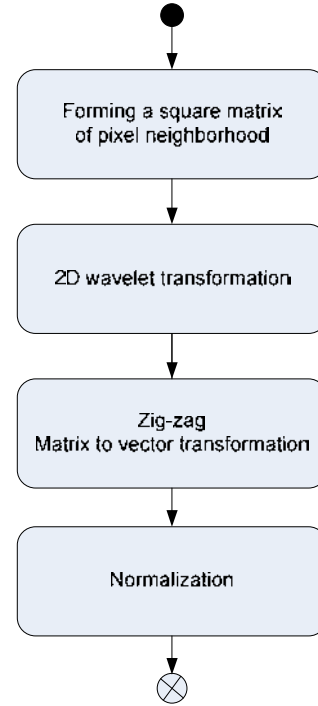 Forming a square matrix
of pixel neighborhood
2D wavelet transformation
Zig-zag
Matrix to vector transformation
Normalization